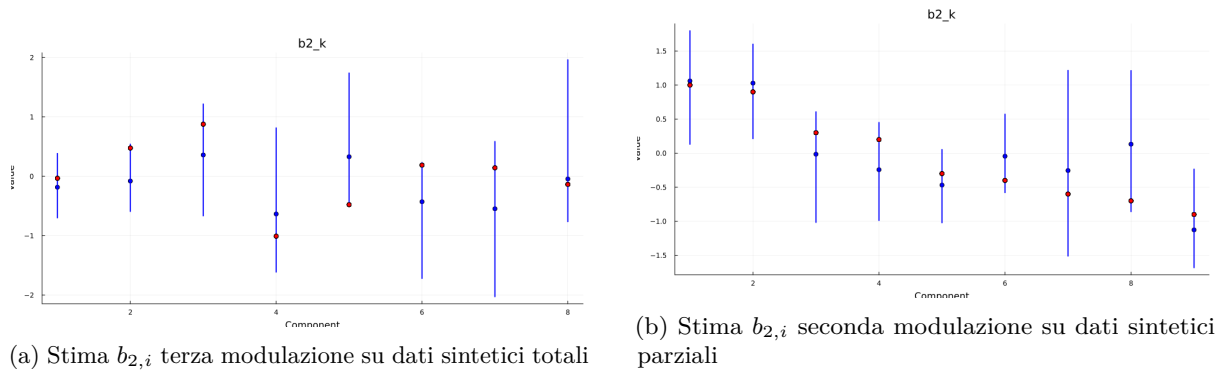 b2_k
2
1
0
−1
−2
2
4
6
8
Component
(a) Stima b2,i terza modulazione su dati sintetici totali
b2_k
1.5
1.0
0.5
0.0
−0.5
−1.0
−1.5
2
4
6
8
Component
(b) Stima b2,i seconda modulazione su dati sintetici
parziali